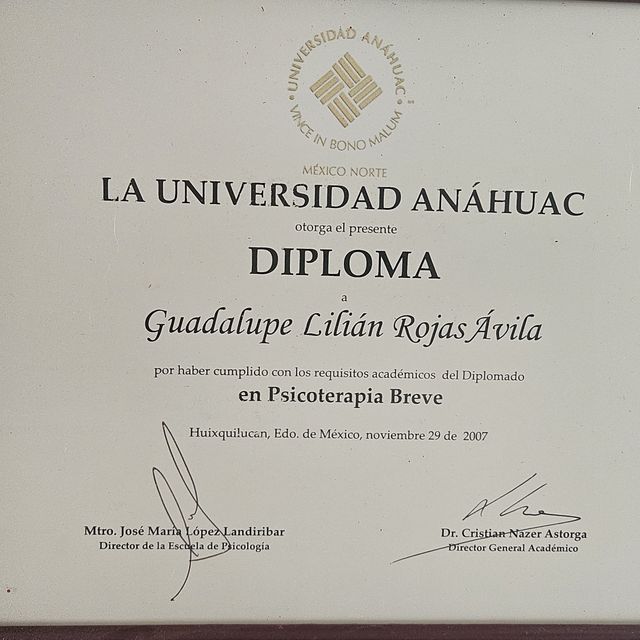 UNIVERSIDAD ANÁHUAC
VINCE IN BONO MALUM
MÉXICO NORTE
LA UNIVERSIDAD ANÁHUAC
otorga el presente
DIPLOMA
a
Guadalupe Lilián Rojas Ávila
por haber cumplido con los requisitos académicos del Diplomado
en Psicoterapia Breve
Huixquilucan, Edo. de México, noviembre 29 de 2007
Mtro. José María López Landiribar
Director de la Escuela de Psicología
Dr. Cristian Nazer Astorga
Director General Académico